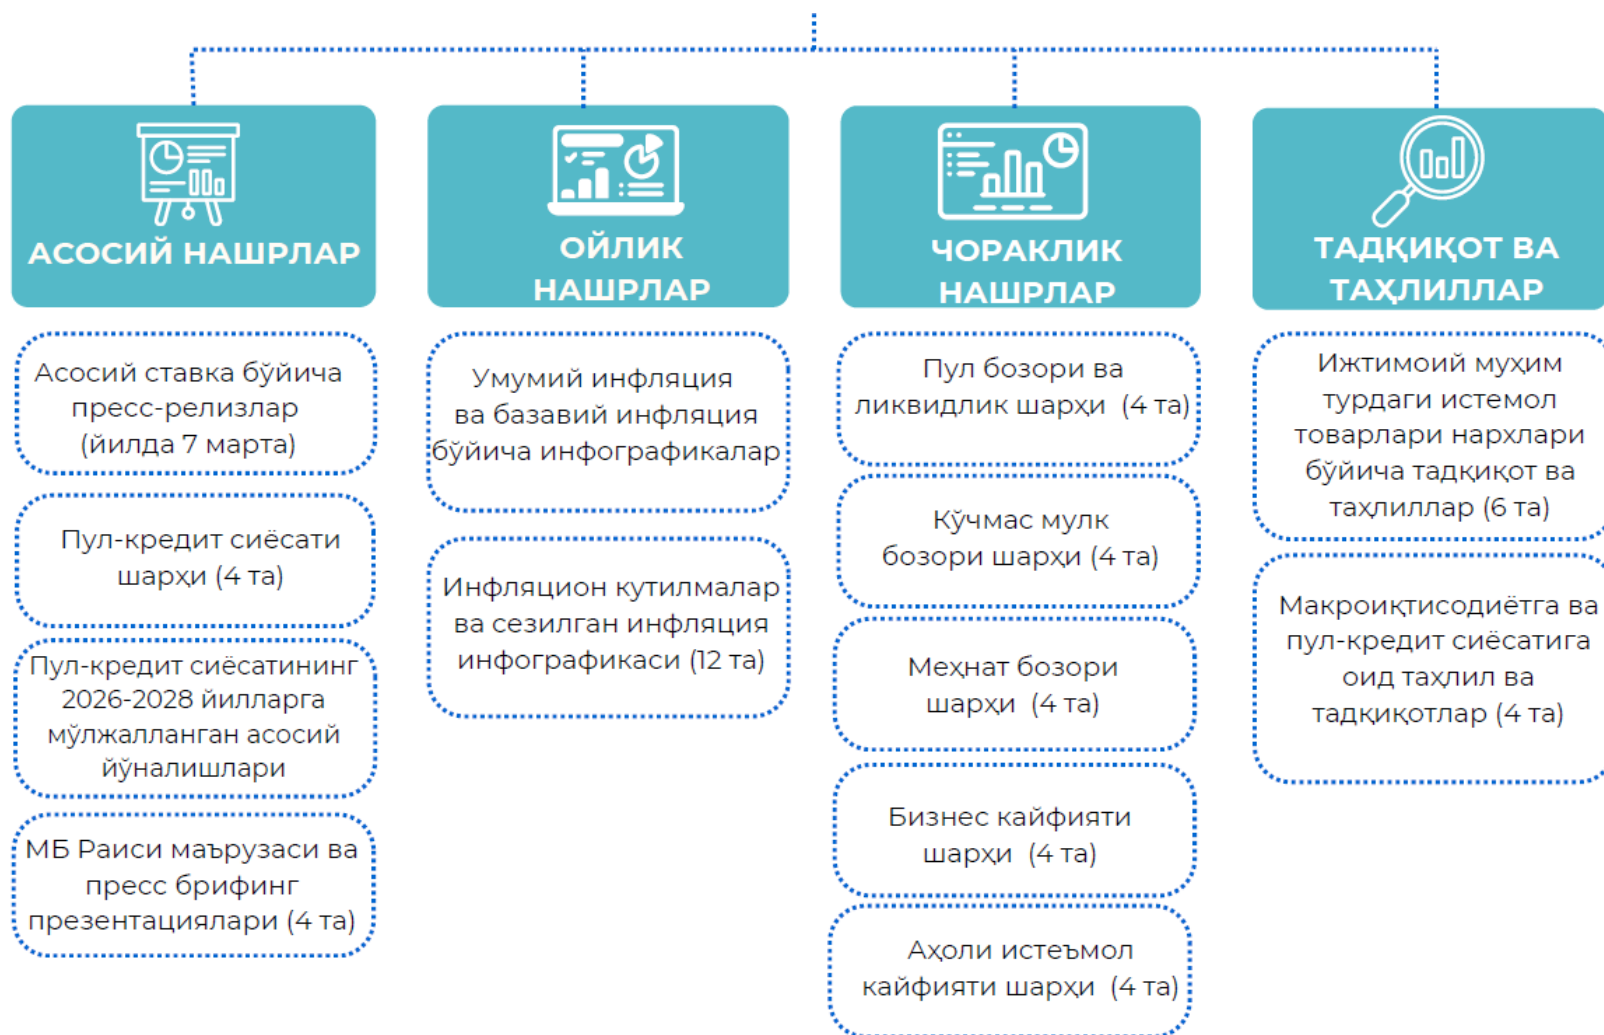 АСОСИЙ НАШРЛАР
Асосий ставка бўйича
пресс-релизлар
(йилда 7 марта)
Пул-кредит сиёсати
шарҳи (4 та)
Пул-кредит сиёсатининг
2026-2028 йилларга
мўлжалланган асосий
йўналишлари
МБ Раиси маърузаси ва
пресс брифинг
презентациялари (4 та)
ОЙЛИК
НАШРЛАР
Умумий инфляция
ва базавий инфляция
бўйича инфографикалар
Инфляцион кутилмалар
ва сезилган инфляция
инфографикаси (12 та)
ЧОРАКЛИК
НАШРЛАР
Пул бозори ва
ликвидлик шарҳи (4 та)
Кўчмас мулк
бозори шарҳи (4 та)
Меҳнат бозори
шарҳи (4 та)
Бизнес кайфияти
шарҳи (4 та)
Аҳоли истеъмол
кайфияти шарҳи (4 та)
ТАДҚИҚОТ ВА
ТАҲЛИЛЛАР
Ижтимоий муҳим
турдаги истемол
товарлари нархлари
бўйича тадқиқот ва
таҳлиллар (6 та)
Макроиқтисодиётга ва
пул-кредит сиёсатига
оид таҳлил ва
тадқиқотлар (4 та)